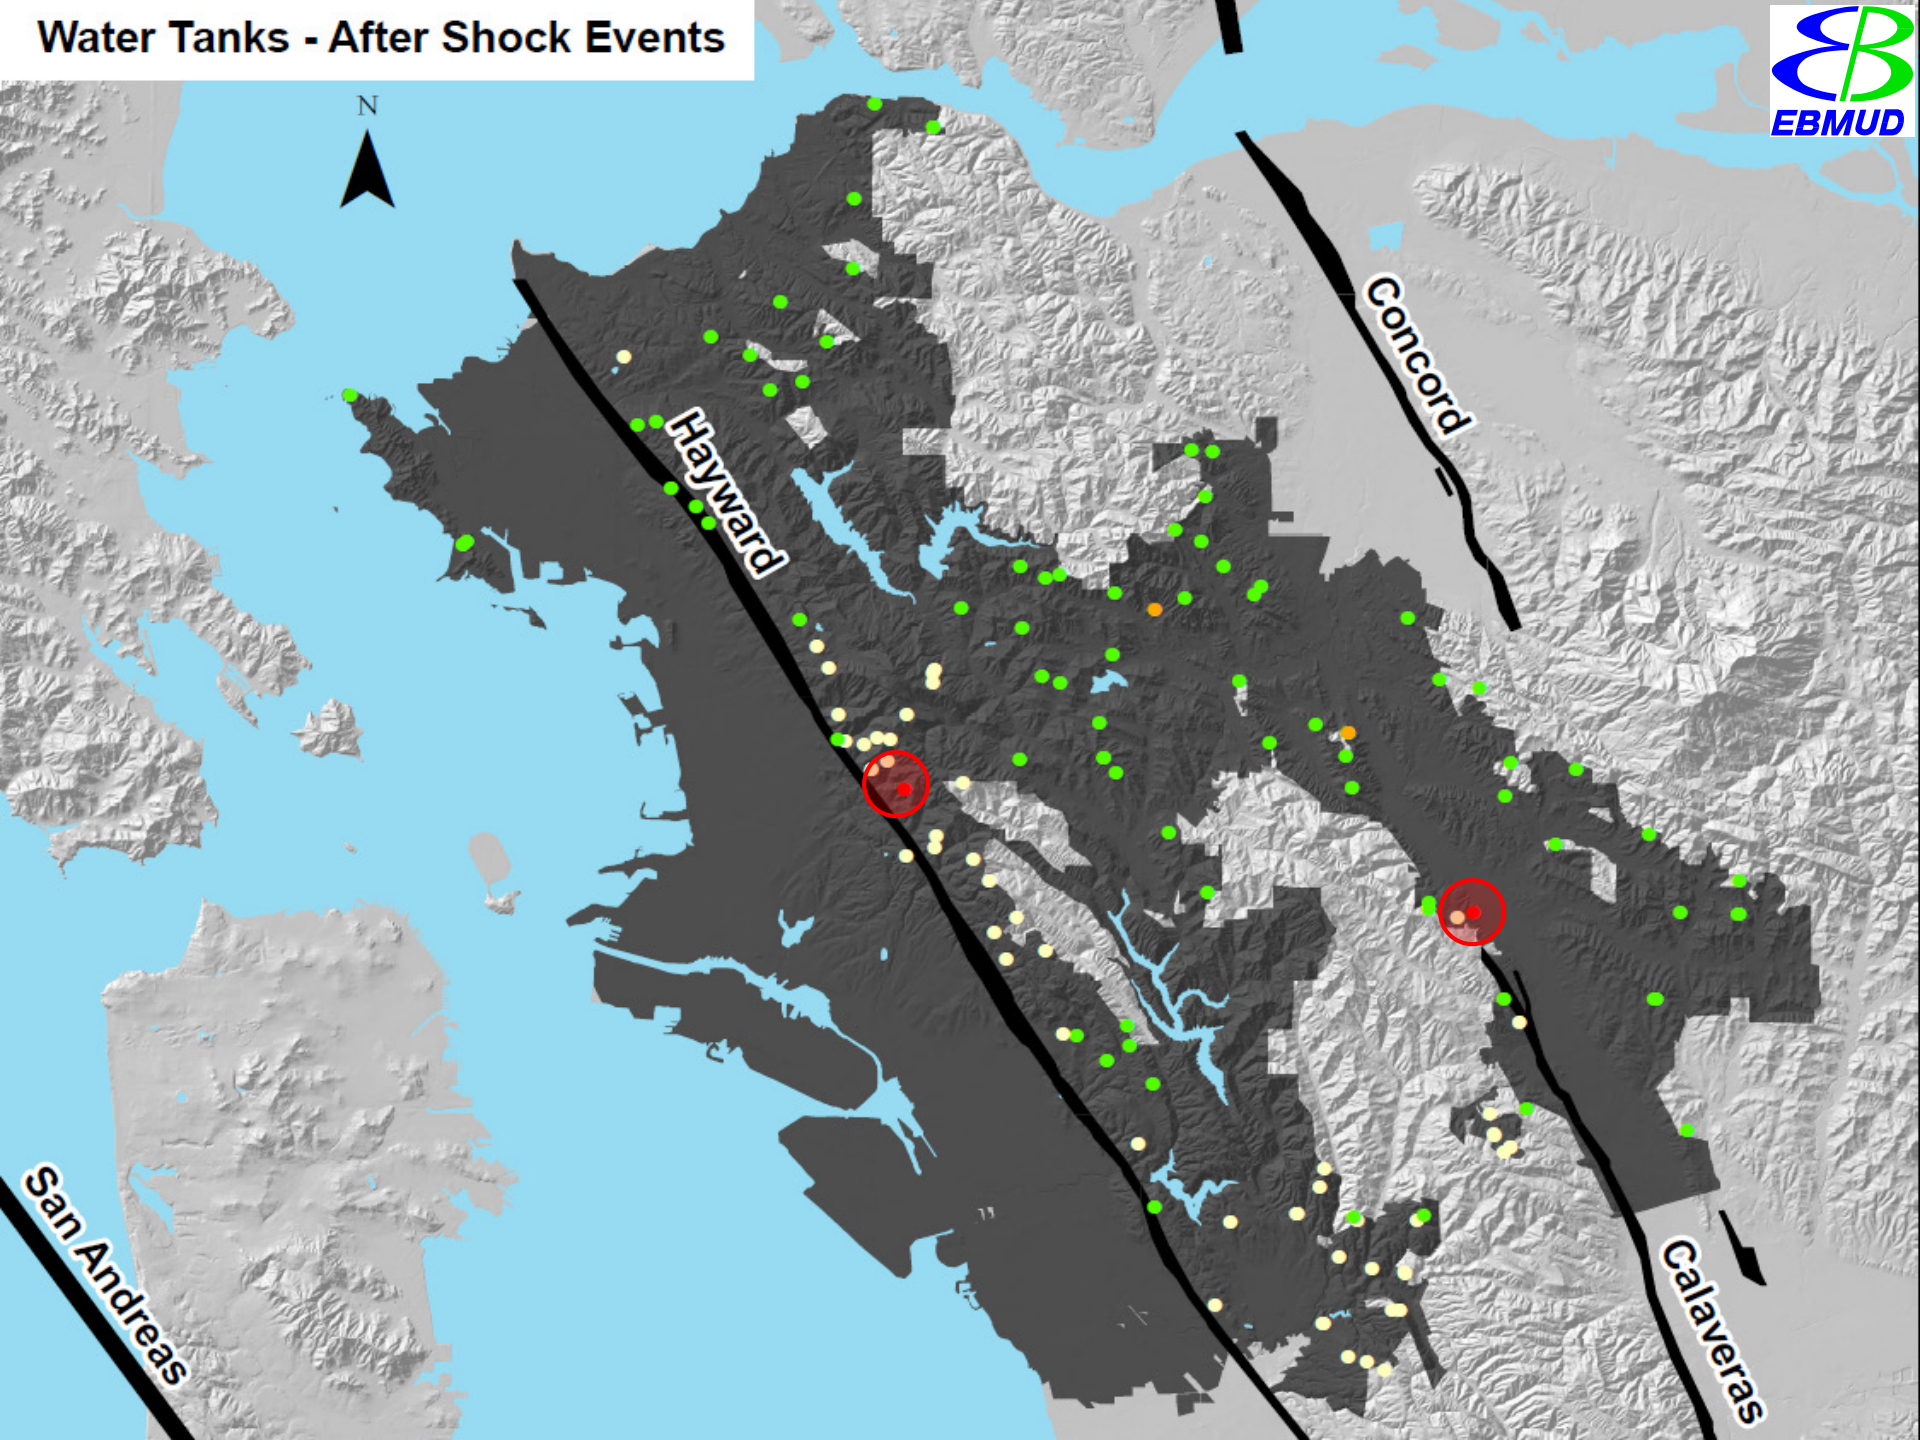 Water Tanks - After Shock Events
EBMUD
N
Concord
Hayward
San Andreas
Calaveras